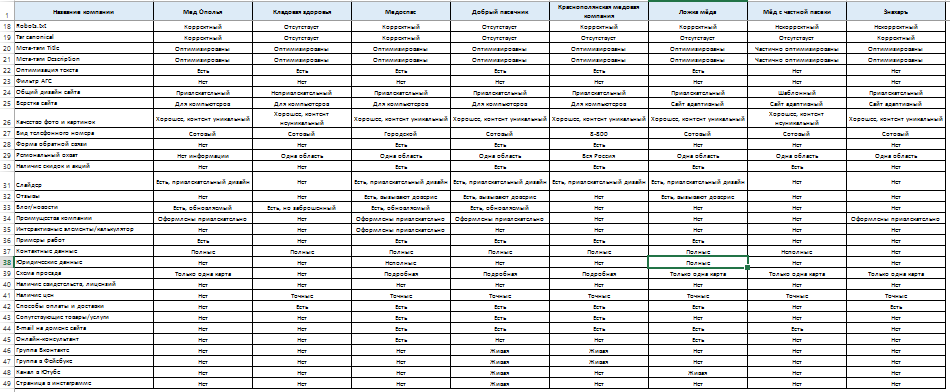 1 Название компании Мед Ополья Кладовая здоровья Медоспас Добрый пасечник Краснополянская медовая компания Ложка мёда Мёд с частной пасеки Знахарь
18 Robots.txt Корректный Отсутствует Корректный Отсутствует Корректный Корректный Некорректный Некорректный
19 Тег canonical Корректный Отсутствует Корректный Отсутствует Отсутствует Отсутствует Отсутствует Корректный
20 Мета-теги Title Оптимизированы Оптимизированы Оптимизированы Оптимизированы Оптимизированы Оптимизированы Частично оптимизированы Оптимизированы
21 Мета-теги Description Оптимизированы Оптимизированы Оптимизированы Оптимизированы Оптимизированы Оптимизированы Частично оптимизированы Оптимизированы
22 Оптимизация текста Есть Есть Есть Есть Есть Есть Нет Нет
23 Фильтр АГС Нет Нет Нет Нет Нет Нет Нет Нет
24 Общий дизайн сайта Привлекательный Непривлекательный Привлекательный Привлекательный Привлекательный Привлекательный Шаблонный Привлекательный
25 Верстка сайта Для компьютеров Для компьютеров Для компьютеров Для компьютеров Для компьютеров Сайт адаптивный Сайт адаптивный Сайт адаптивный
26 Качество фото и картинок Хорошее, контент уникальный Хорошее, контент неуникальный Хорошее, контент уникальный Хорошее, контент уникальный Хорошее, контент уникальный Хорошее, контент уникальный Хорошее, контент неуникальный Хорошее, контент уникальный
27 Вид телефонного номера Сотовый Сотовый Городской Сотовый 8-800 Сотовый Сотовый Сотовый
28 Форма обратной связи Нет Нет Есть Есть Есть Нет Нет Нет
29 Региональный охват Нет информации Одна область Одна область Одна область Вся Россия Одна область Одна область Одна область
30 Наличие скидок и акций Нет Нет Есть Есть Есть Есть Нет Нет
31 Слайдер Есть, привлекательный дизайн Нет Есть, привлекательный дизайн Есть, привлекательный дизайн Есть, привлекательный дизайн Есть, привлекательный дизайн Нет Нет
32 Отзывы Нет Нет Есть, вызывают доверие Есть, вызывают доверие Нет Есть, вызывают доверие Нет Нет
33 Блог/новости Есть, обновляемый Есть, но заброшенный Есть, обновляемый Есть, обновляемый Нет Нет Нет Нет
34 Преимущества компании Оформлены привлекательно Нет Оформлены привлекательно Оформлены привлекательно Нет Нет Нет Оформлены привлекательно
35 Интерактивные элементы/калькулятор Нет Нет Оформлены привлекательно Нет Нет Нет Нет Нет
36 Примеры работ Есть Нет Есть Есть Есть Есть Нет Нет
37 Контактные данные Полные Полные Полные Полные Полные Полные Неполные Нет
38 Юридические данные Нет Нет Неполные Нет Нет Полные Нет Нет
39 Схема проезда Только одна карта Нет Подробная Подробная Подробная Только одна карта Только одна карта Только одна карта
40 Наличие свидетельств, лицензий Нет Нет Нет Нет Нет Нет Нет Нет
41 Наличие цен Нет Точные Точные Точные Точные Точные Точные Точные
42 Способы оплаты и доставки Нет Есть Есть Есть Есть Есть Нет Есть
43 Сопутствующие товары/услуги Нет Нет Есть Есть Есть Нет Нет Нет
44 E-mail на домене сайта Нет Нет Есть Есть Есть Есть Есть Нет
45 Онлайн-консультант Нет Нет Есть Нет Нет Есть Нет Нет
46 Группа Вконтакте Нет Нет Нет Живая Живая Нет Нет Нет
47 Группа в Фейсбуке Нет Нет Нет Живая Живая Нет Нет Нет
48 Канал в Ютубе Нет Нет Нет Живая Нет Живая Нет Нет
49 Страница в инстаграмме Нет Нет Нет Живая Нет Нет Нет Нет